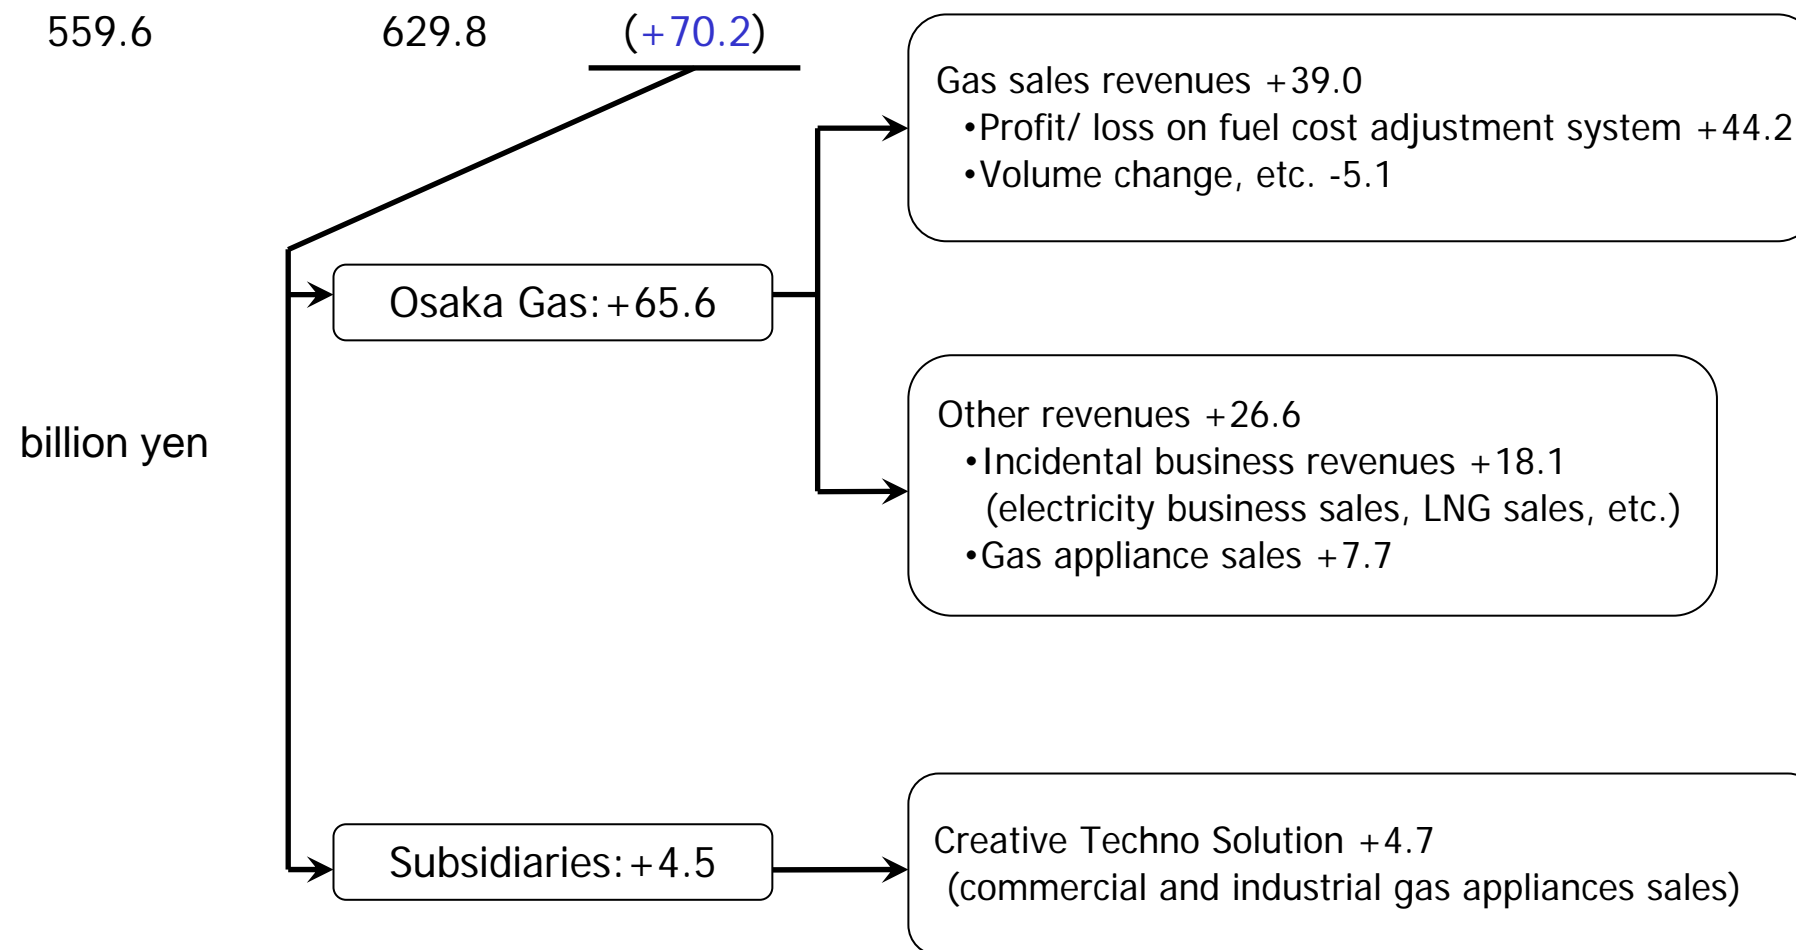 559.6 629.8 (+70.2)
Gas sales revenues +39.0
•Profit/ loss on fuel cost adjustment system +44.2
•Volume change, etc. -5.1
Osaka Gas:+65.6
Other revenues +26.6
•Incidental business revenues +18.1
(electricity business sales, LNG sales, etc.)
•Gas appliance sales +7.7
billion yen
Subsidiaries:+4.5
Creative Techno Solution +4.7
(commercial and industrial gas appliances sales)